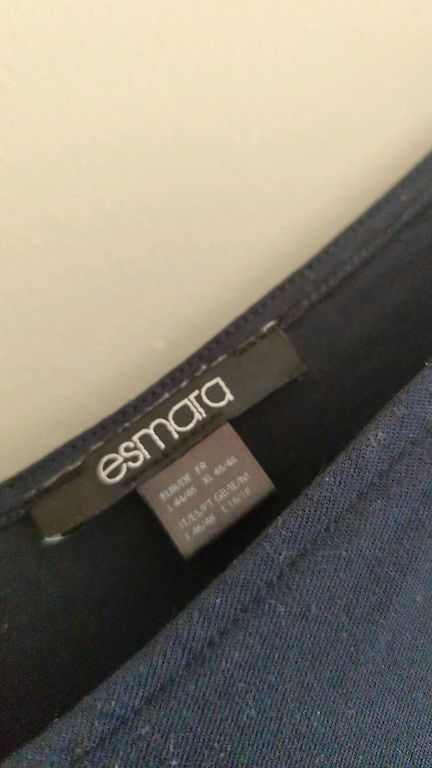 esmara
EUR/DE FR
L 44/46 XL 46/48
IT/ES/PT GB/IE/NI
L 46/48 L 16/18